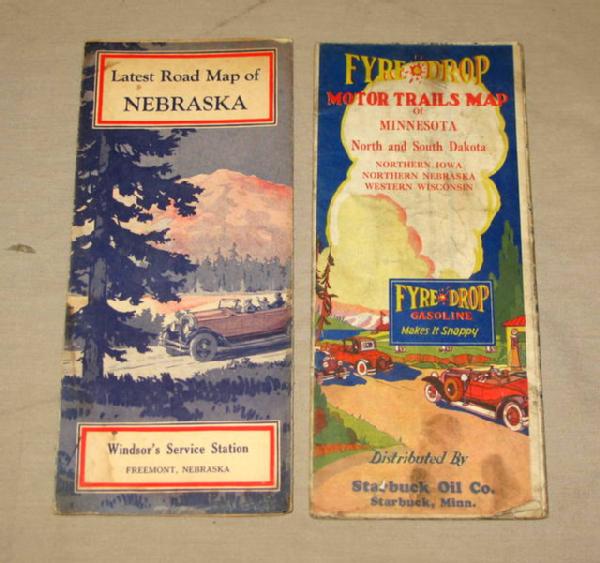 Latest Road Map of
NEBRASKA
Windsor's Service Station
FREEMONT, NEBRASKA
FYRE DROP
MOTOR TRAILS MAP
Of
MINNESOTA
North and South Dakota
NORTHERN IOWA
NORTHERN NEBRASKA
WESTERN WISCONSIN
FYRE DROP
GASOLINE
Makes It Snappy
Distributed By
Starbuck Oil Co.
Starbuck, Minn.